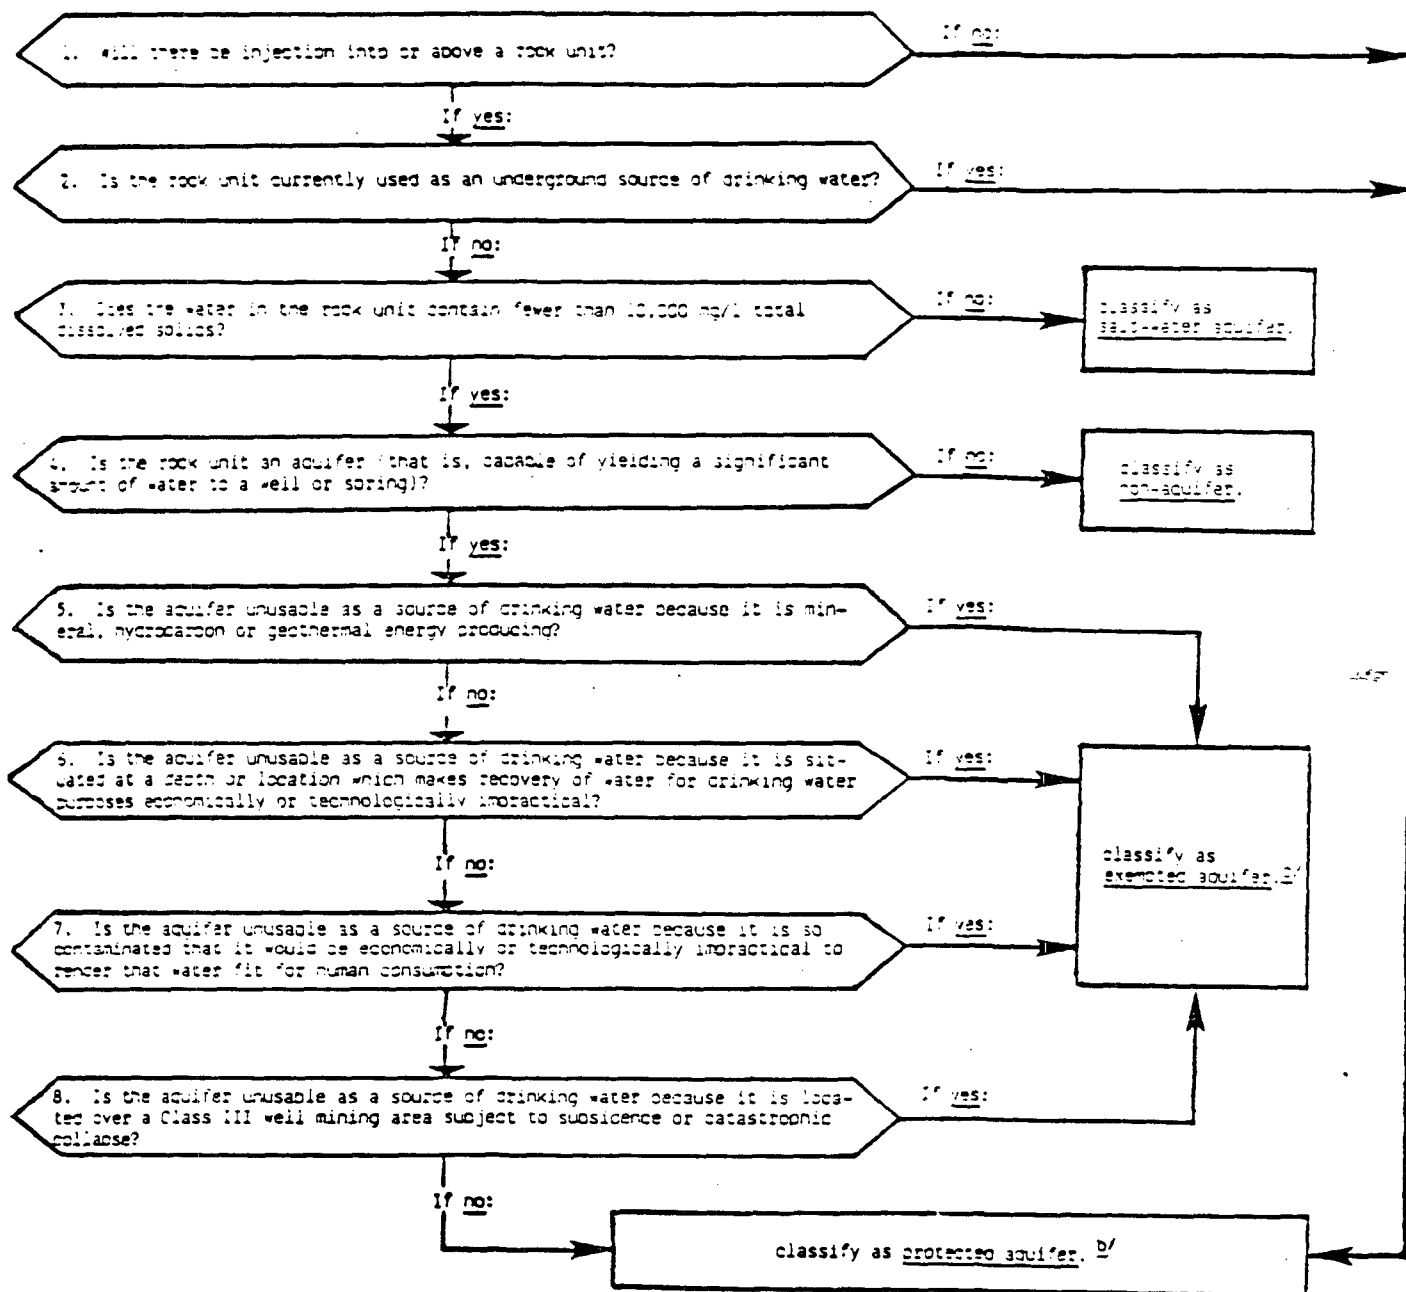 1. Will there be injection into or above a rock unit?
If no:
If yes:
2. Is the rock unit currently used as an underground source of drinking water?
If yes:
If no:
3. Does the water in the rock unit contain fewer than 10,000 mg/l total
dissolved solids?
If no:
classify as
salt-water aquifer.
If yes:
4. Is the rock unit an aquifer (that is, capable of yielding a significant
amount of water to a well or spring)?
If no:
classify as
non-aquifer.
If yes:
5. Is the aquifer unusable as a source of drinking water because it is min-
eral, hydrocarbon or geothermal energy producing?
If yes:
If no:
6. Is the aquifer unusable as a source of drinking water because it is sit-
uated at a depth or location which makes recovery of water for drinking water
purposes economically or technologically impractical?
If yes:
classify as
exempted aquifer.a/
If no:
7. Is the aquifer unusable as a source of drinking water because it is so
contaminated that it would be economically or technologically impractical to
render that water fit for human consumption?
If yes:
If no:
8. Is the aquifer unusable as a source of drinking water because it is loca-
ted over a Class III well mining area subject to subsidence or catastrophic
collapse?
If yes:
If no:
classify as protected aquifer. b/